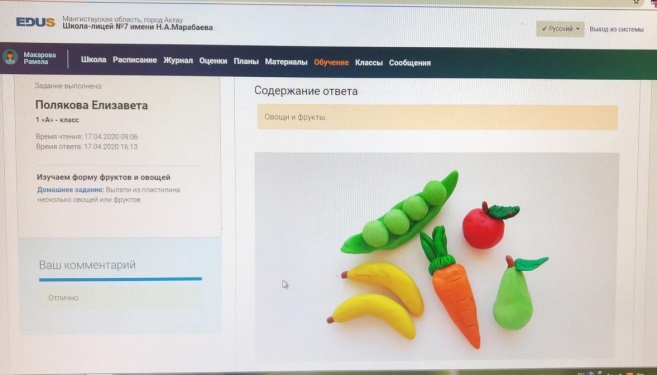 EDUS
Мангистауская область, город Актау
Школа-лицей №7 имени Н.А.Марабаева
✓ Русский
Выход из системы
Макарова
Рамела
Школа Расписание Журнал Оценки Планы Материалы Обучение Классы Сообщения
Задание выполнено:
Полякова Елизавета
1 «А» - класс
Время чтения: 17.04.2020 09:06
Время ответа: 17.04.2020 16:13
Изучаем форму фруктов и овощей
Домашнее задание: Вылепи из пластилина
несколько овощей или фруктов
Ваш комментарий
Отлично
Содержание ответа
Овощи и фрукты.